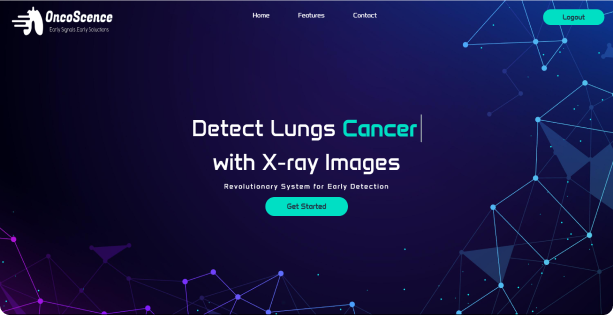 OncoScence
Early Signals Early Solutions
Home
Features
Contact
Logout
Detect Lungs Cancer
with X-ray Images
Revolutionary System for Early Detection
Get Started